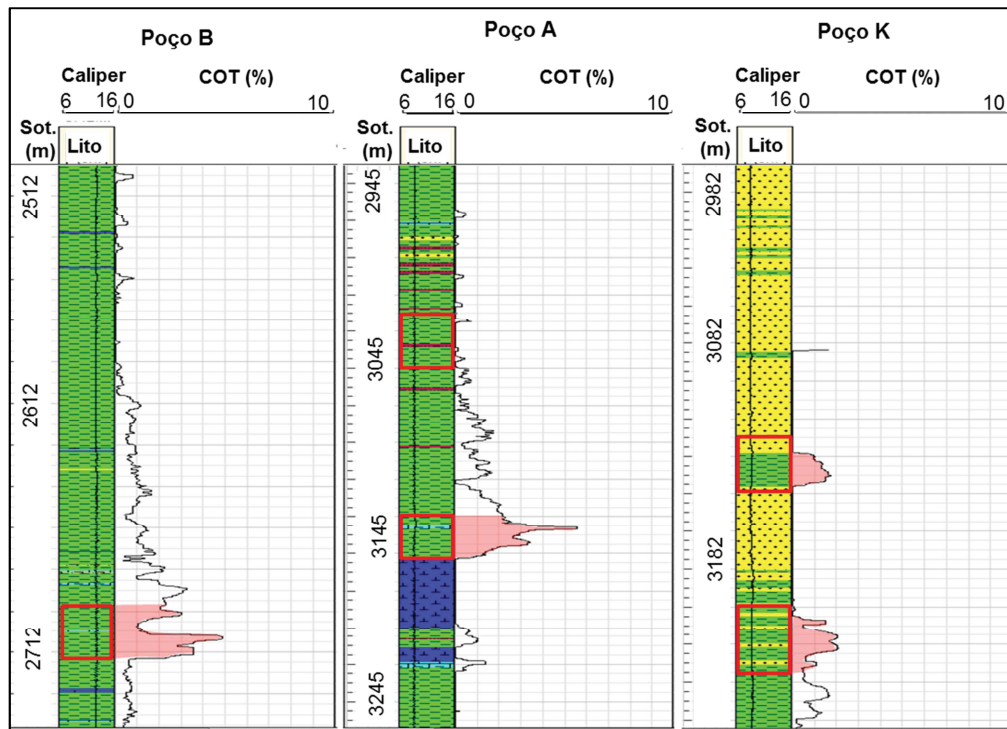 Poço B
Caliper COT (%)
6 16 0 10
Sot.
(m)
Lito
2512
2612
2712
Poço A
Caliper COT (%)
6 16 0 10
Sot.
(m)
Lito
2945
3045
3145
3245
Poço K
Caliper COT (%)
6 16 0 10
Sot.
(m)
Lito
2982
3082
3182